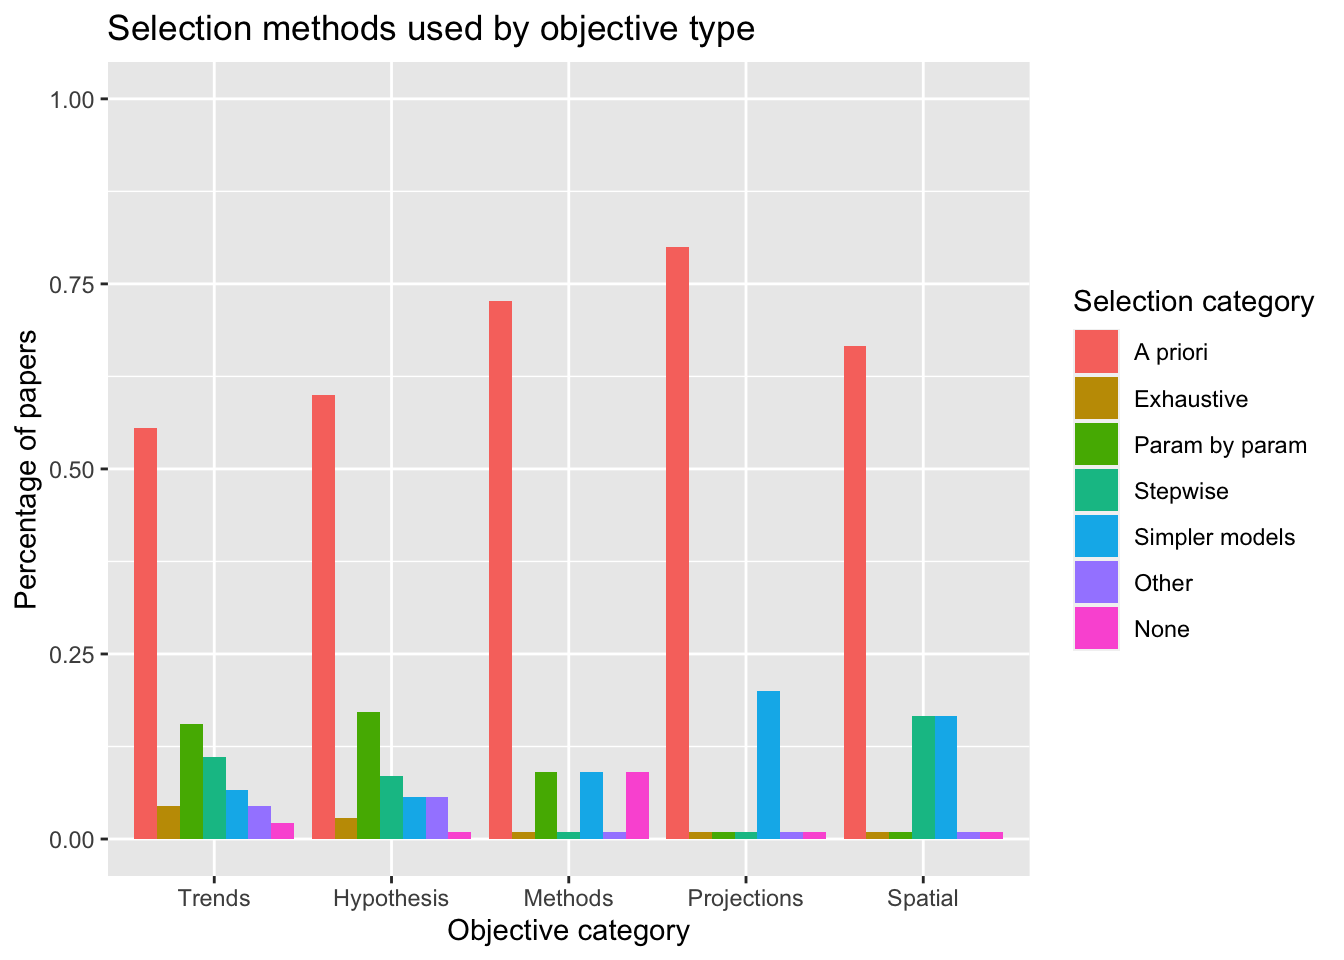 Selection methods used by objective type
1.00
0.75
0.50
0.25
0.00
Percentage of papers
Trends
Hypothesis
Methods
Projections
Spatial
Objective category
Selection category
A priori
Exhaustive
Param by param
Stepwise
Simpler models
Other
None